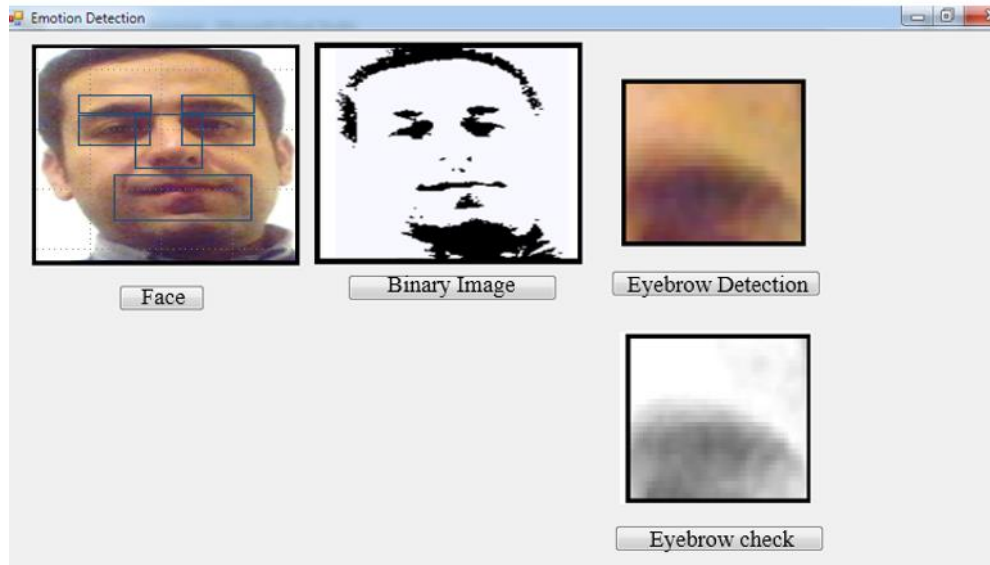 Emotion Detection
Face
Binary Image
Eyebrow Detection
Eyebrow check